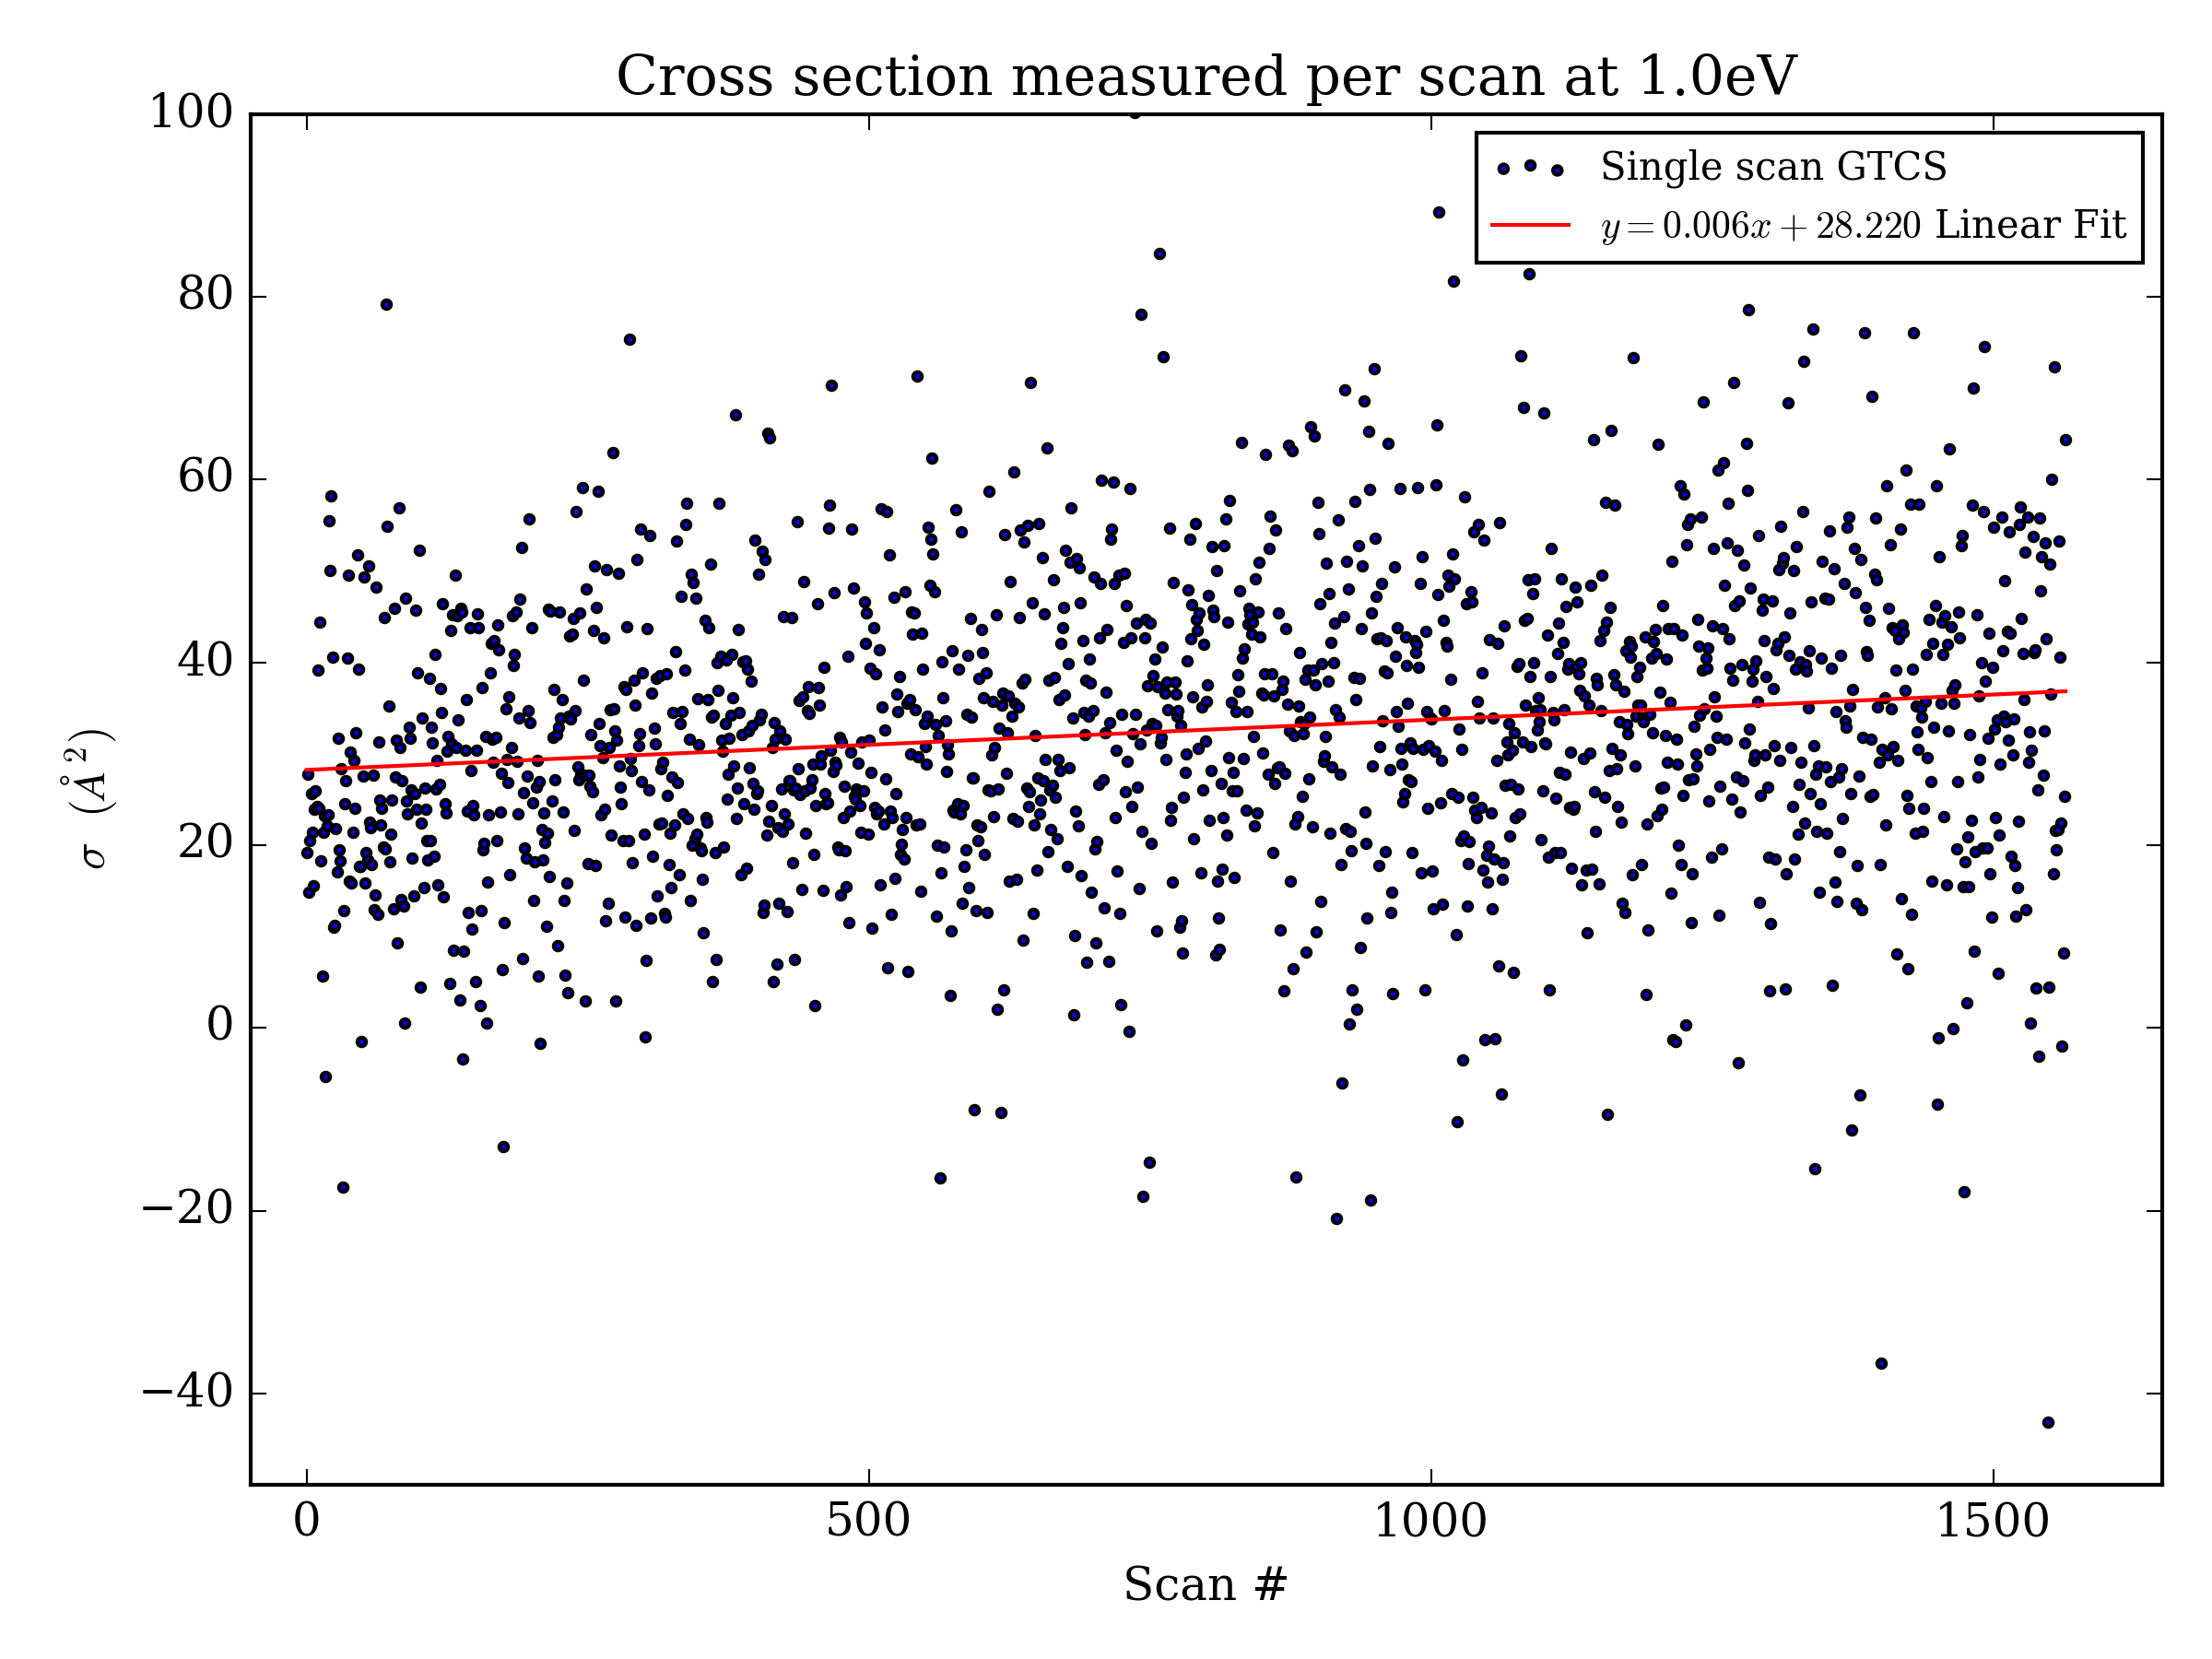 Cross section measured per scan at 1.0eV
100
80
60
40
20
0
−20
−40
σ (Å²)
Single scan GTCS
y = 0.006x + 28.220 Linear Fit
0 500 1000 1500
Scan #